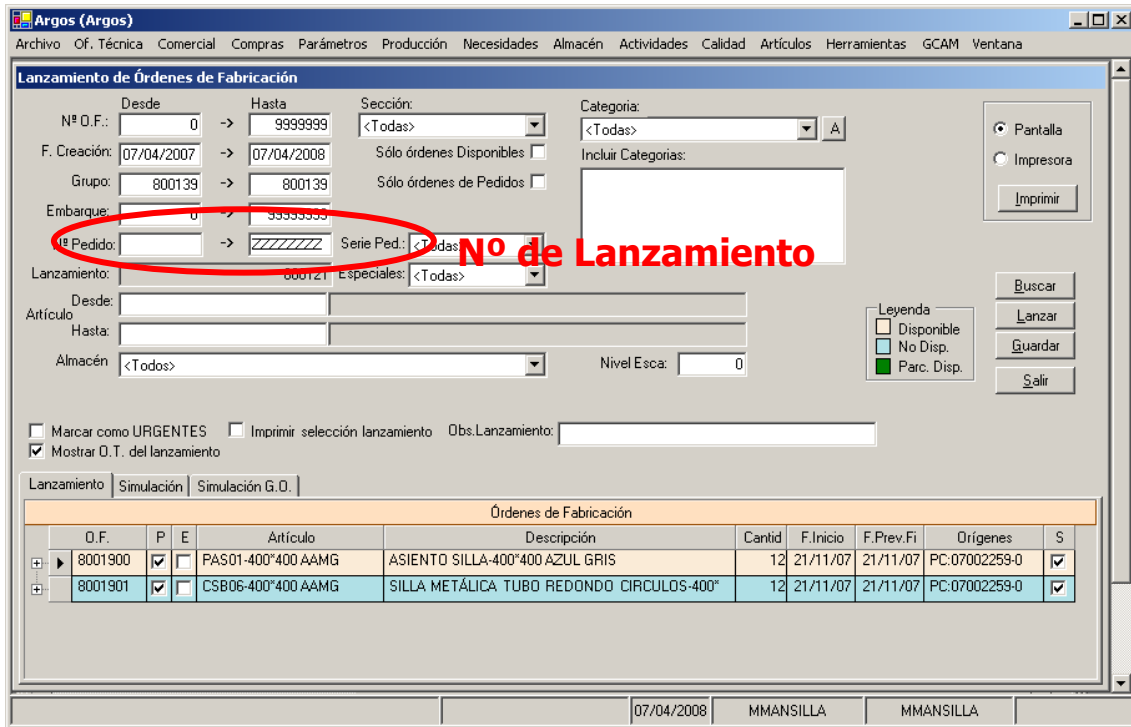 Argos (Argos)
Archivo Of. Técnica Comercial Compras Parámetros Producción Necesidades Almacén Actividades Calidad Artículos Herramientas GCAM Ventana
Lanzamiento de Órdenes de Fabricación
Desde Hasta Sección: Categoria:
Nº O.F.: 0 -> 9999999 <Todas> <Todas> A Pantalla
F. Creación: 07/04/2007 -> 07/04/2008 Sólo órdenes Disponibles Incluir Categorias: Impresora
Grupo: 800139 -> 800139 Sólo órdenes de Pedidos Imprimir
Embarque: 0 -> 99999999
Nº Pedido: -> ZZZZZZZZ Serie Ped.: <Todas> Nº de Lanzamiento
Lanzamiento: 800121 Especiales: <Todas>
Buscar
Artículo Desde: Leyenda Lanzar
Hasta: Disponible
No Disp. Guardar
Almacén <Todos> Nivel Esca: 0 Parc. Disp.
Salir
Marcar como URGENTES Imprimir selección lanzamiento Obs.Lanzamiento:
Mostrar O.T. del lanzamiento
Lanzamiento Simulación Simulación G.O.
Órdenes de Fabricación
O.F. P E Artículo Descripción Cantid F.Inicio F.Prev.Fi Orígenes S
8001900 PAS01-400*400 AAMG ASIENTO SILLA-400*400 AZUL GRIS 12 21/11/07 21/11/07 PC:07002259-0
8001901 CSB06-400*400 AAMG SILLA METÁLICA TUBO REDONDO CIRCULOS-400* 12 21/11/07 21/11/07 PC:07002259-0
07/04/2008 MMANSILLA MMANSILLA